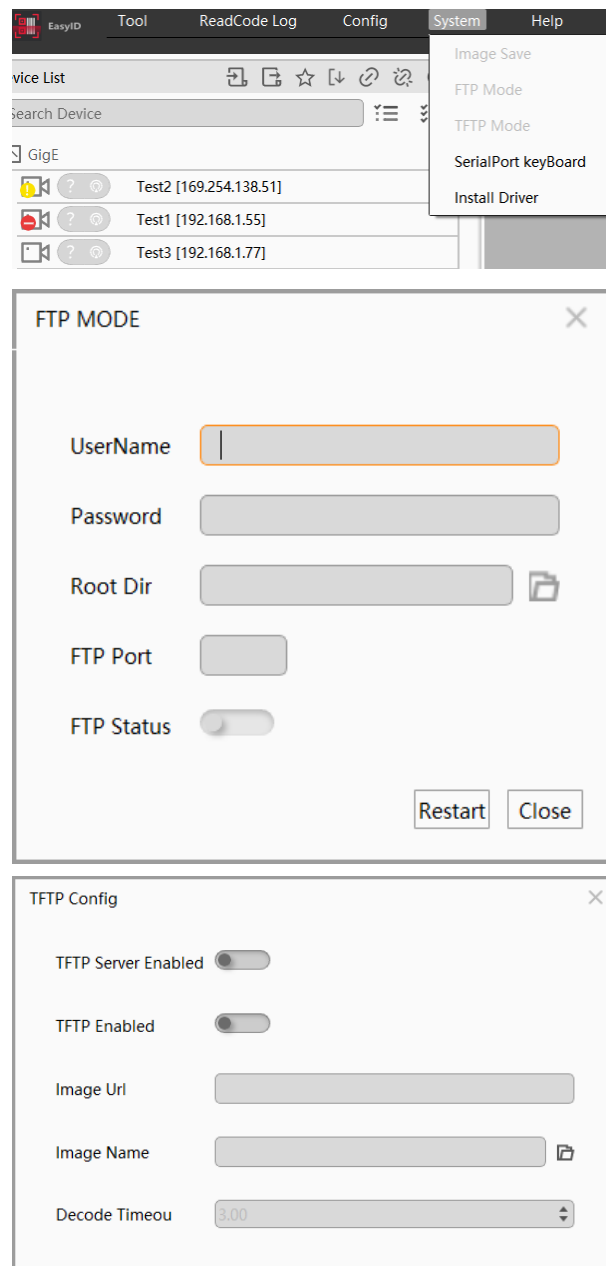 EasyID Tool ReadCode Log Config System Help
vice List
Image Save
Search Device
FTP Mode
TFTP Mode
GigE
SerialPort keyBoard
? Test2 [169.254.138.51]
Install Driver
? Test1 [192.168.1.55]
? Test3 [192.168.1.77]
FTP MODE
UserName
Password
Root Dir
FTP Port
FTP Status
Restart Close
TFTP Config
TFTP Server Enabled
TFTP Enabled
Image Url
Image Name
Decode Timeou 3.00